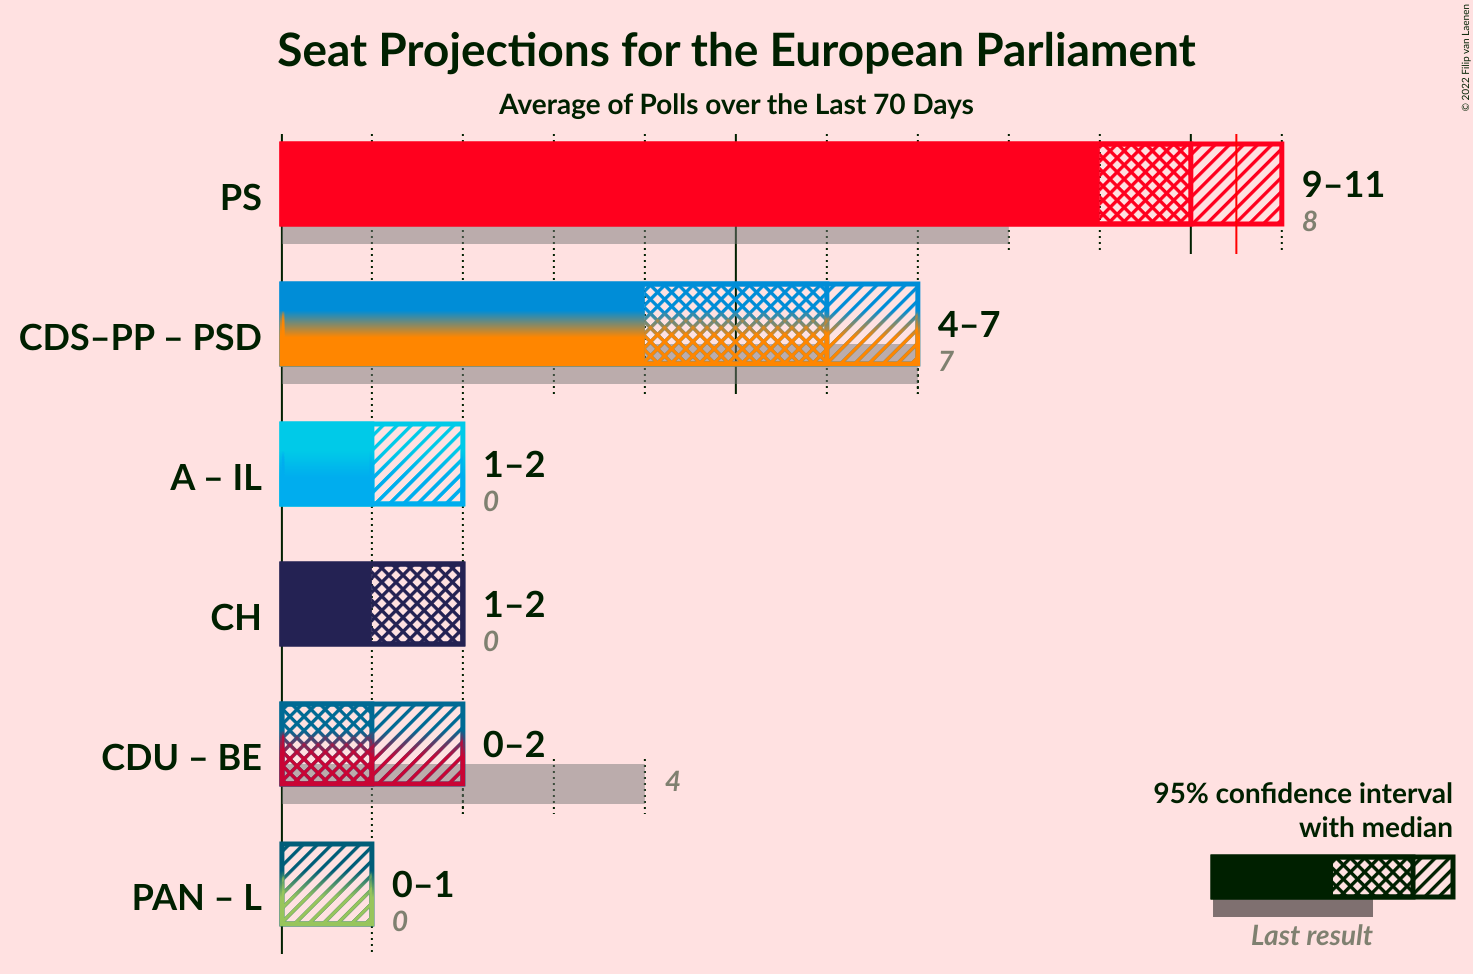 Seat Projections for the European Parliament
Average of Polls over the Last 70 Days
© 2022 Filip van Laenen
PS
9–11
8
CDS–PP – PSD
4–7
7
A – IL
1–2
0
CH
1–2
0
CDU – BE
0–2
4
PAN – L
0–1
0
95% confidence interval
with median
Last result